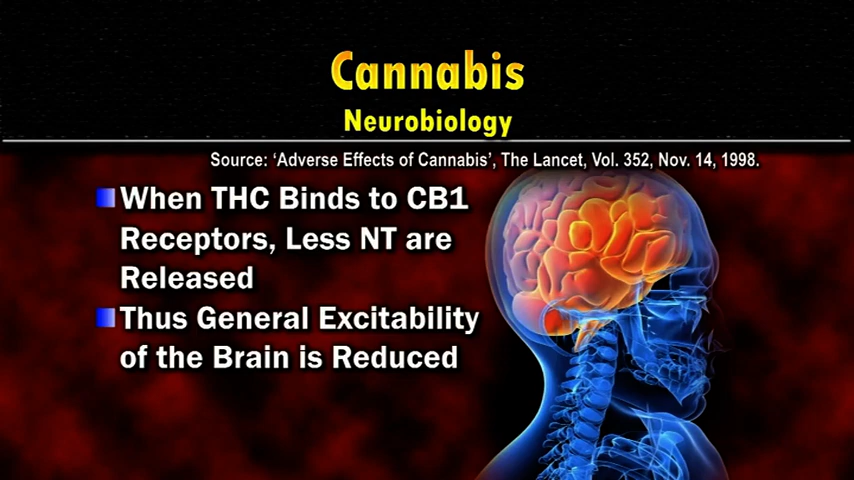 Cannabis
Neurobiology
Source: ‘Adverse Effects of Cannabis’, The Lancet, Vol. 352, Nov. 14, 1998.
When THC Binds to CB1
Receptors, Less NT are
Released
Thus General Excitability
of the Brain is Reduced